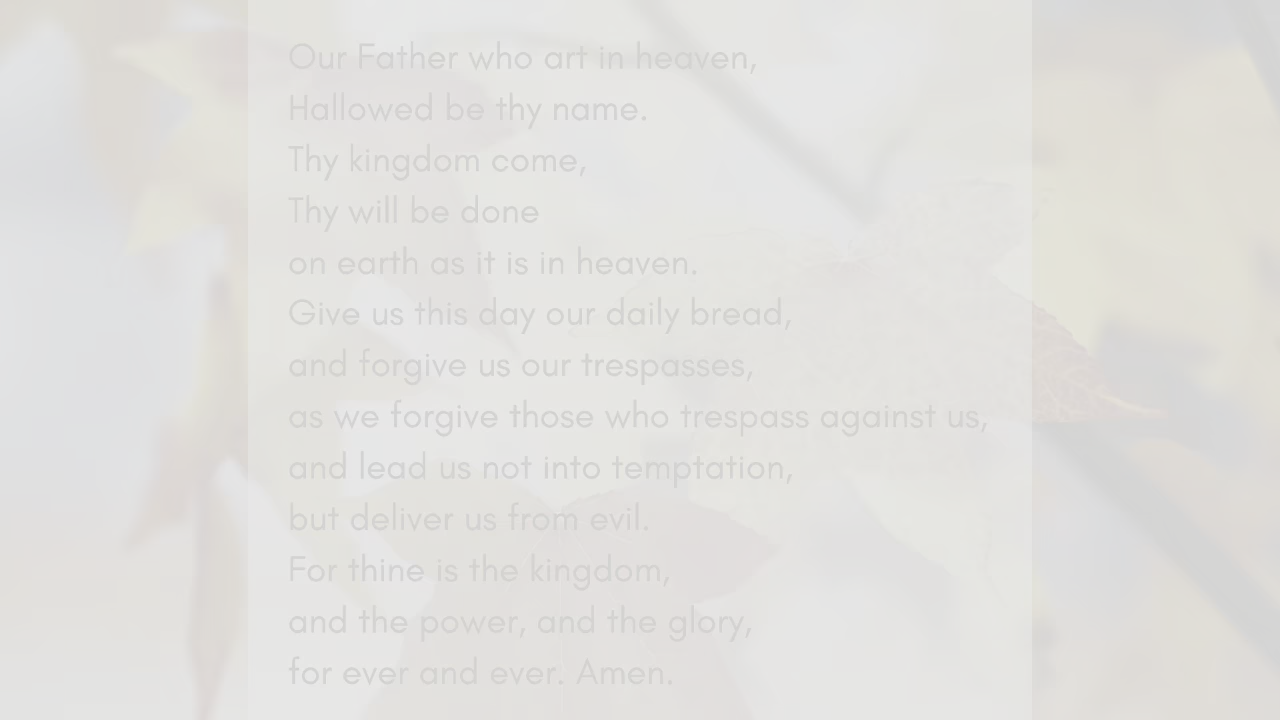 Our Father who art in heaven,
Hallowed be thy name.
Thy kingdom come,
Thy will be done
on earth as it is in heaven.
Give us this day our daily bread,
and forgive us our trespasses,
as we forgive those who trespass against us,
and lead us not into temptation,
but deliver us from evil.
For thine is the kingdom,
and the power, and the glory,
for ever and ever. Amen.